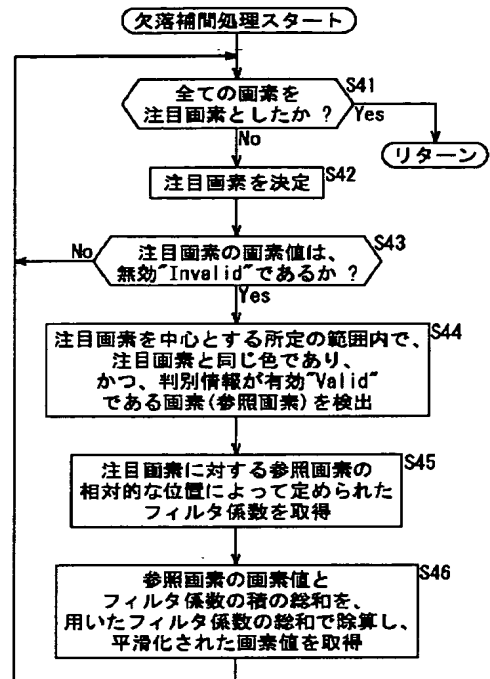 欠落補間処理スタート
S41
全ての画素を
注目画素としたか ?
Yes
No
リターン
S42
注目画素を決定
S43
No
注目画素の画素値は、
無効"Invalid"であるか ?
Yes
S44
注目画素を中心とする所定の範囲内で、
注目画素と同じ色であり、
かつ、判別情報が有効"Valid"
である画素(参照画素)を検出
S45
注目画素に対する参照画素の
相対的な位置によって定められた
フィルタ係数を取得
S46
参照画素の画素値と
フィルタ係数の積の総和を、
用いたフィルタ係数の総和で除算し、
平滑化された画素値を取得